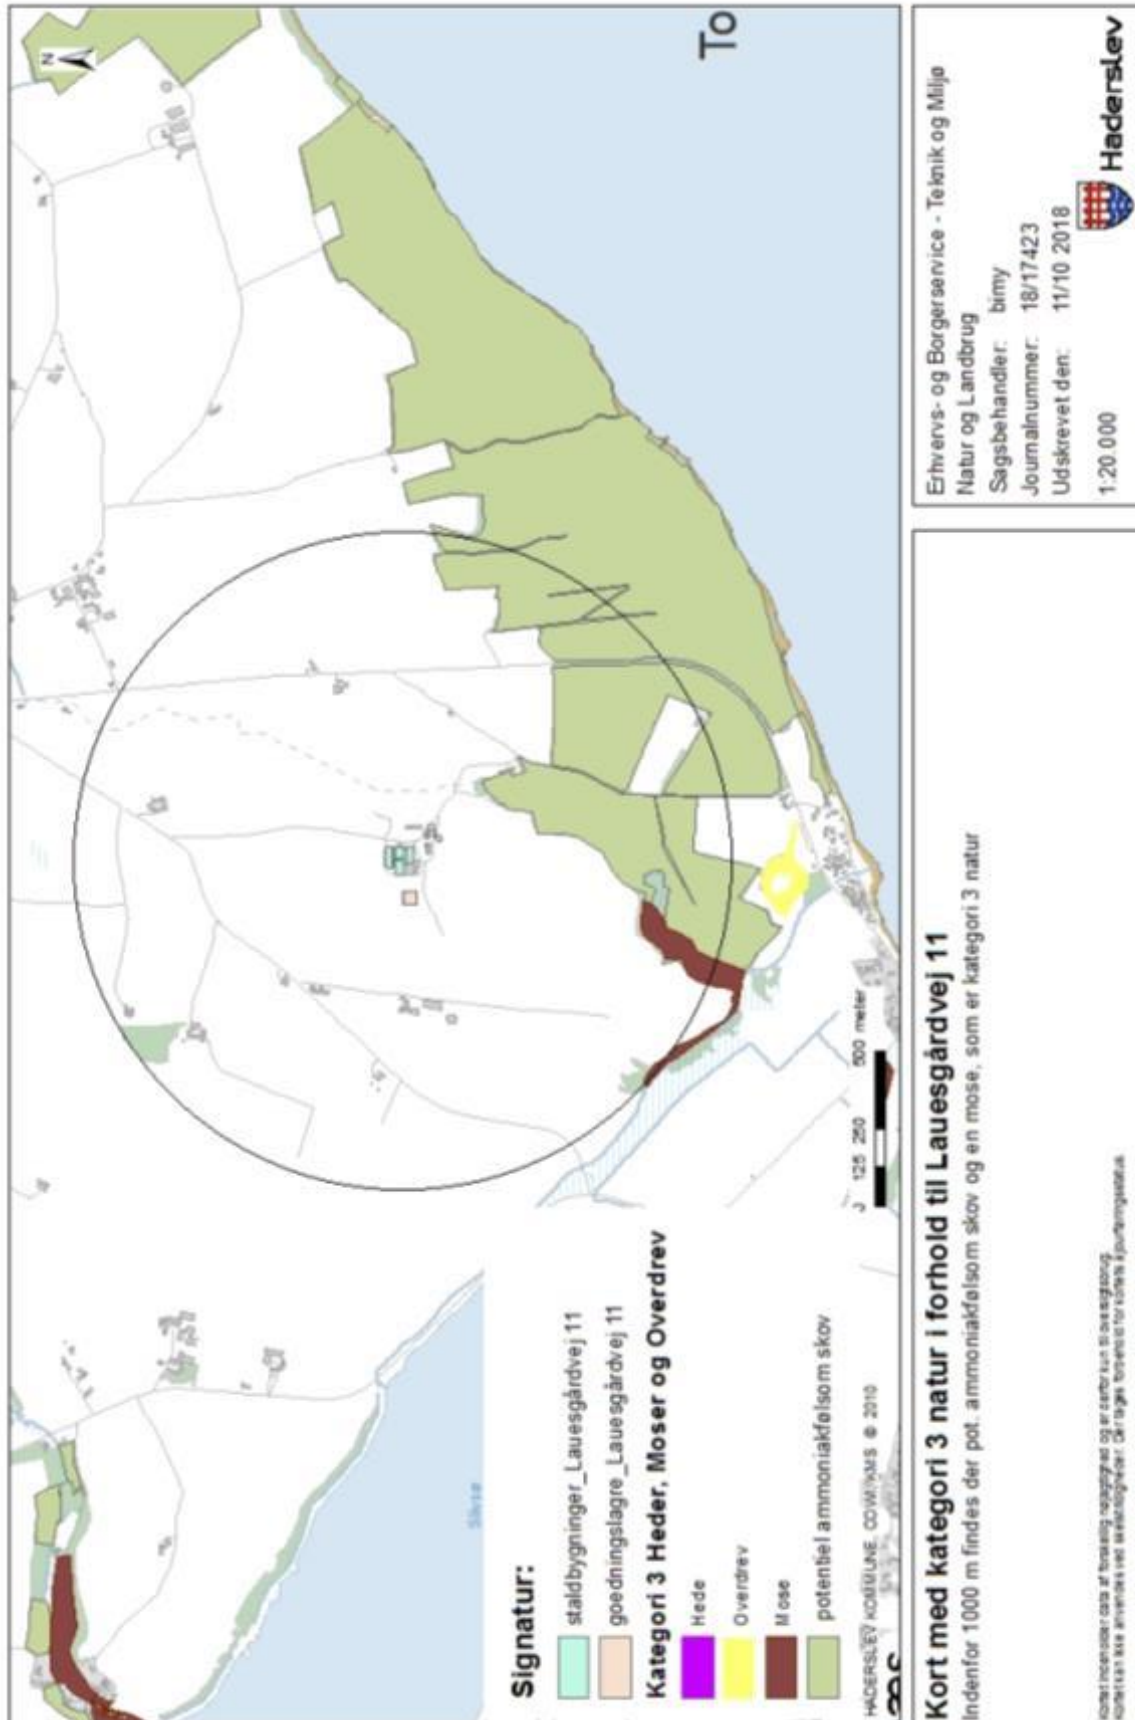 N
To
Slivsø
Signatur:
staldbygninger_Lauesgårdvej 11
goedningslagre_Lauesgårdvej 11
Kategori 3 Heder, Moser og Overdrev
Hede
Overdrev
Mose
potentiel ammoniakfølsom skov
HADERSLEV KOMMUNE, COWI/KMS © 2010
0 125 250 500 meter
Kort med kategori 3 natur i forhold til Lauesgårdvej 11
Indenfor 1000 m findes der pot. ammoniakfølsom skov og en mose, som er kategori 3 natur
Erhvervs- og Borgerservice - Teknik og Miljø
Natur og Landbrug
Sagsbehandler: bimy
Journalnummer: 18/17423
Udskrevet den: 11/10 2018
1:20.000
Haderslev